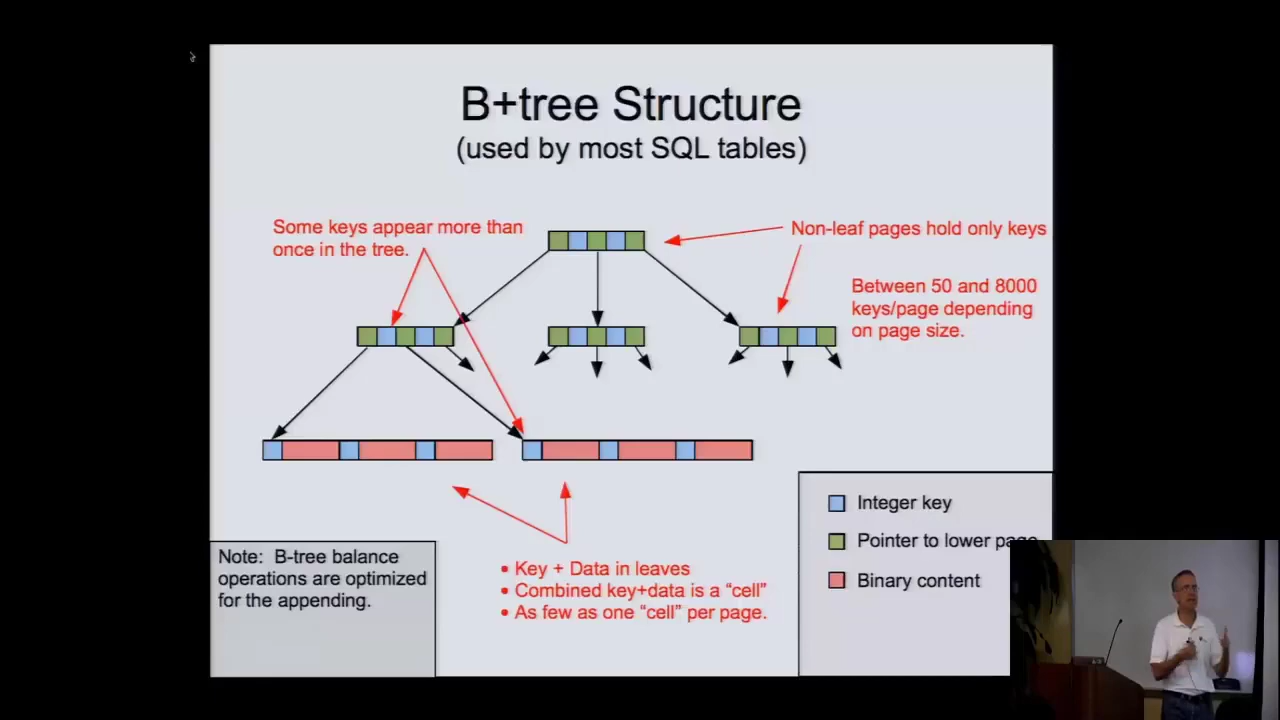 B+tree Structure
(used by most SQL tables)
Some keys appear more than
once in the tree.
Non-leaf pages hold only keys
Between 50 and 8000
keys/page depending
on page size.
Note: B-tree balance
operations are optimized
for the appending.
• Key + Data in leaves
• Combined key+data is a “cell”
• As few as one “cell” per page.
Integer key
Pointer to lower page
Binary content